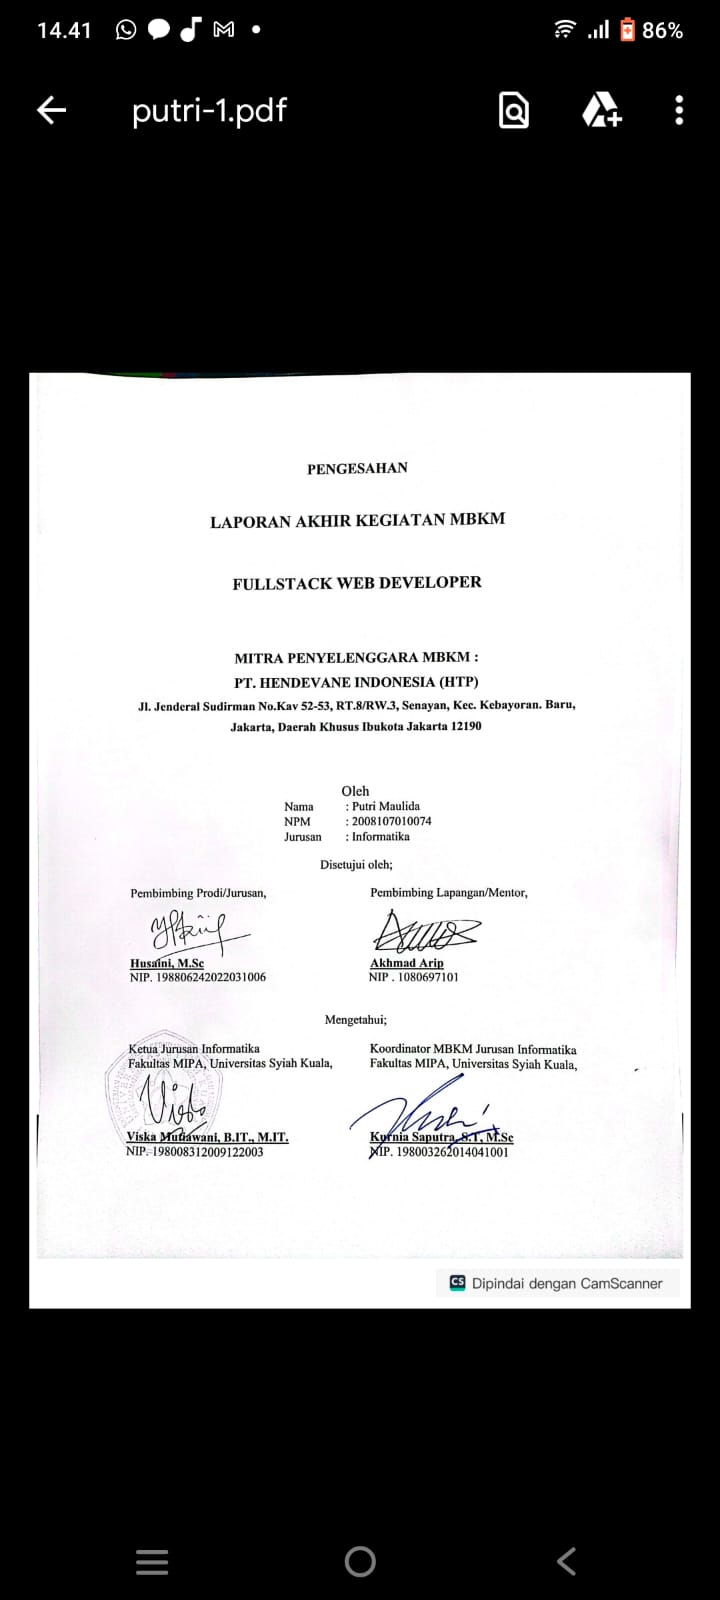 14.41
86%
putri-1.pdf
PENGESAHAN
LAPORAN AKHIR KEGIATAN MBKM
FULLSTACK WEB DEVELOPER
MITRA PENYELENGGARA MBKM :
PT. HENDEVANE INDONESIA (HTP)
Jl. Jenderal Sudirman No.Kav 52-53, RT.8/RW.3, Senayan, Kec. Kebayoran. Baru,
Jakarta, Daerah Khusus Ibukota Jakarta 12190
Oleh
Nama : Putri Maulida
NPM : 2008107010074
Jurusan : Informatika
Disetujui oleh;
Pembimbing Prodi/Jurusan, Pembimbing Lapangan/Mentor,
Husaini, M.Sc Akhmad Arip
NIP. 198806242022031006 NIP . 1080697101
Mengetahui;
Ketua Jurusan Informatika Koordinator MBKM Jurusan Informatika
Fakultas MIPA, Universitas Syiah Kuala, Fakultas MIPA, Universitas Syiah Kuala,
Viska Mutiawani, B.IT., M.IT. Kurnia Saputra, S.T, M.Sc
NIP. 198008312009122003 NIP. 198003262014041001
CS Dipindai dengan CamScanner